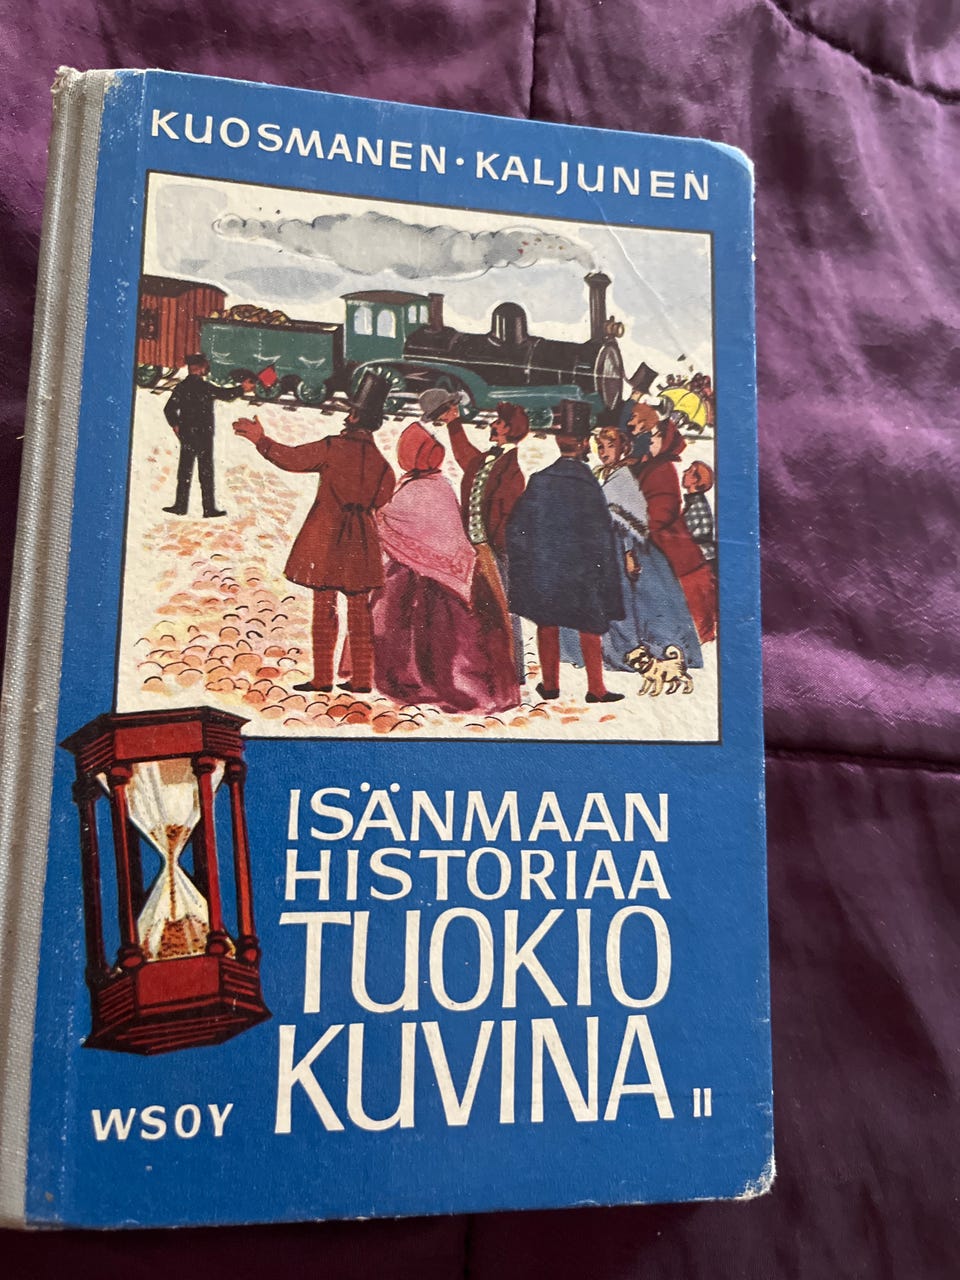 KUOSMANEN · KALJUNEN
ISÄNMAAN
HISTORIAA
TUOKIO
KUVINA II
WSOY